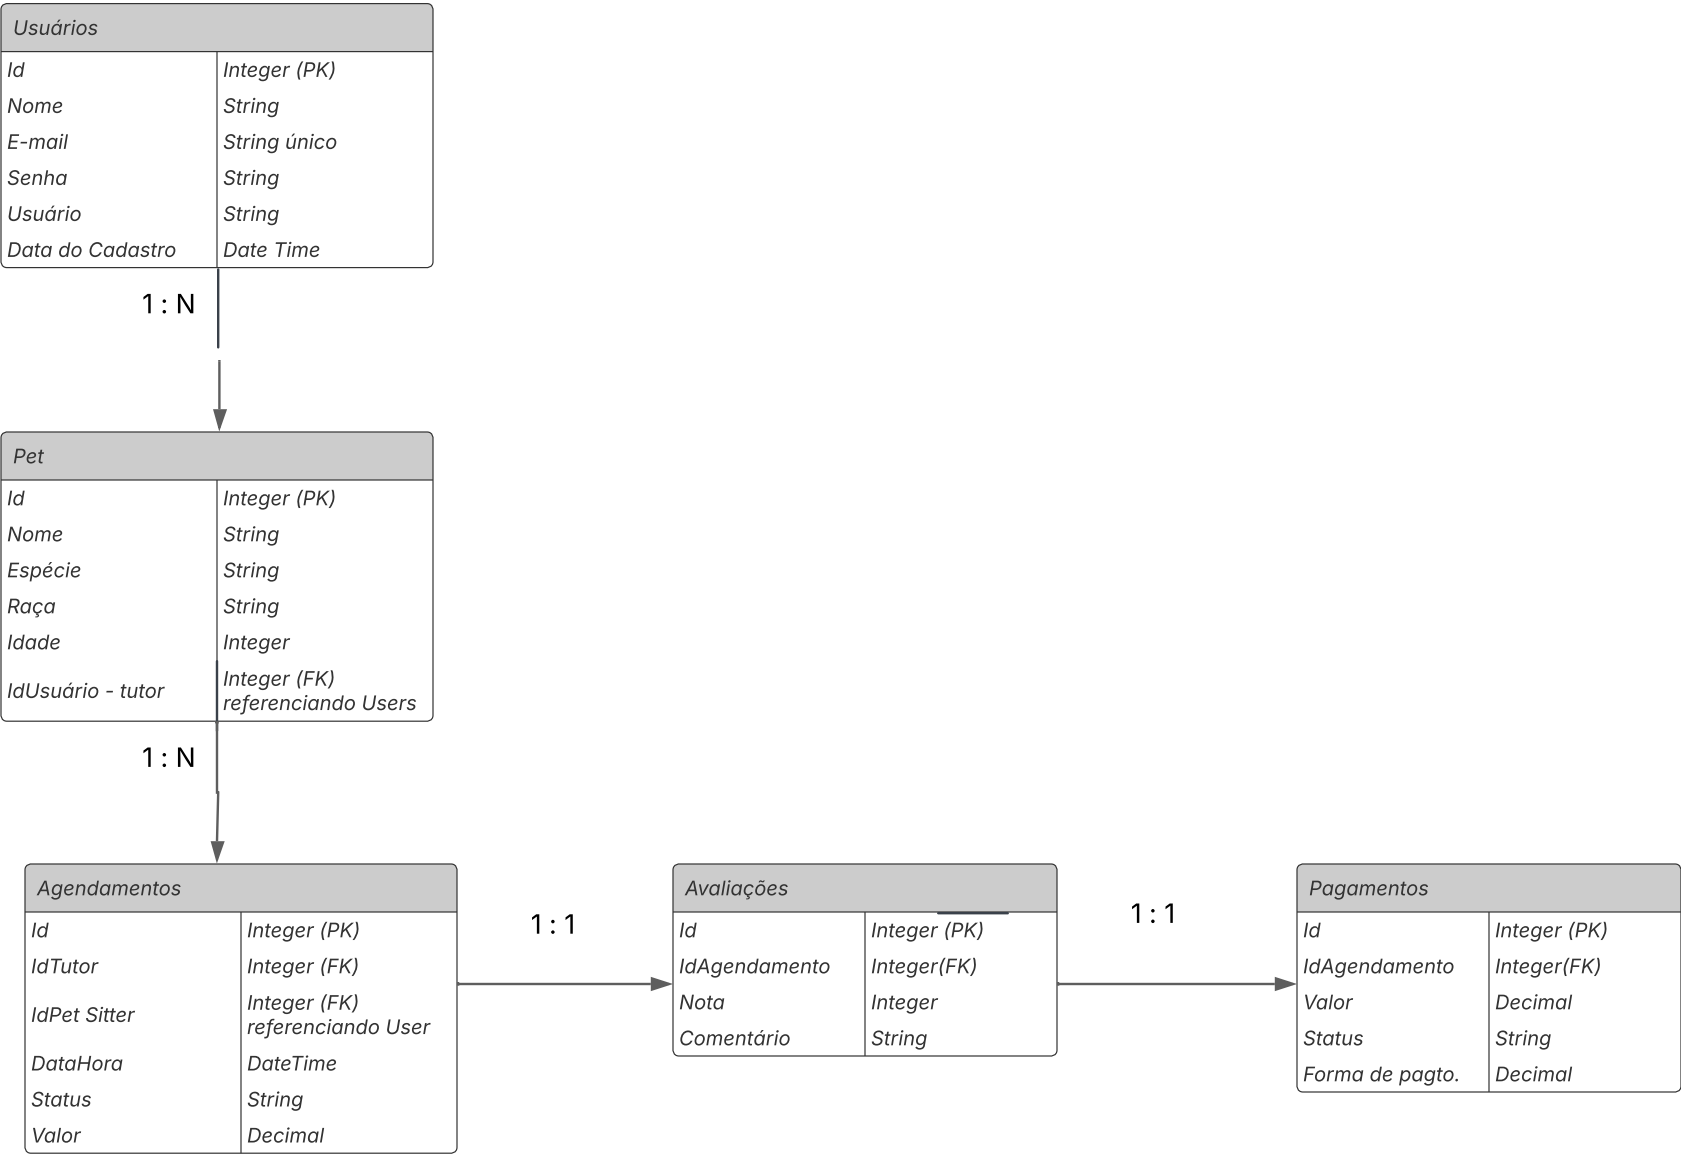 Usuários
Id Integer (PK)
Nome String
E-mail String único
Senha String
Usuário String
Data do Cadastro Date Time
1 : N
Pet
Id Integer (PK)
Nome String
Espécie String
Raça String
Idade Integer
IdUsuário - tutor Integer (FK)
referenciando Users
1 : N
Agendamentos
Id Integer (PK)
IdTutor Integer (FK)
IdPet Sitter Integer (FK)
referenciando User
DataHora DateTime
Status String
Valor Decimal
1 : 1
Avaliações
Id Integer (PK)
IdAgendamento Integer(FK)
Nota Integer
Comentário String
1 : 1
Pagamentos
Id Integer (PK)
IdAgendamento Integer(FK)
Valor Decimal
Status String
Forma de pagto. Decimal